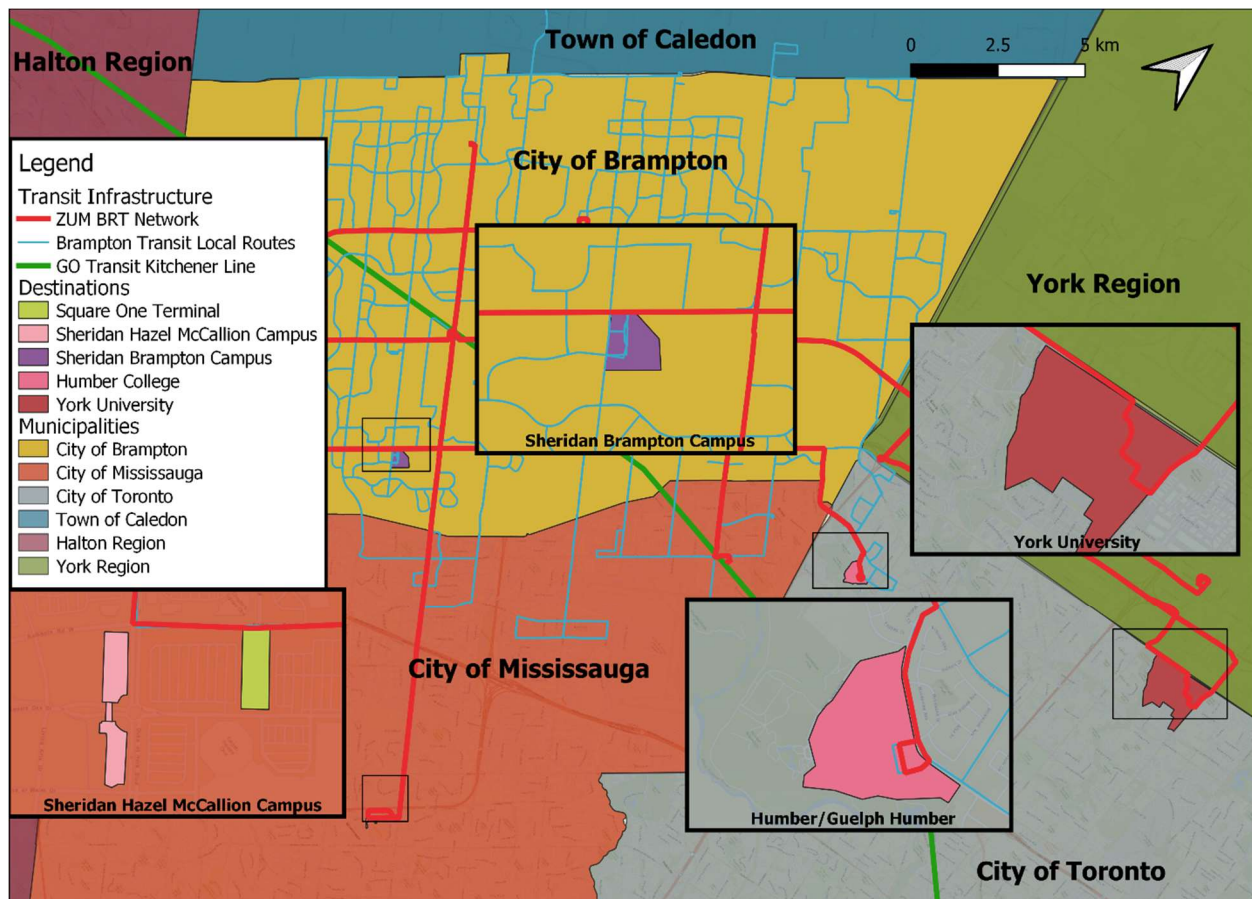 Town of Caledon
Halton Region
0 2.5 5 km
City of Brampton
Legend
Transit Infrastructure
ZUM BRT Network
Brampton Transit Local Routes
GO Transit Kitchener Line
Destinations
Square One Terminal
Sheridan Hazel McCallion Campus
Sheridan Brampton Campus
Humber College
York University
Municipalities
City of Brampton
City of Mississauga
City of Toronto
Town of Caledon
Halton Region
York Region
York Region
Sheridan Brampton Campus
York University
City of Mississauga
Sheridan Hazel McCallion Campus
Humber/Guelph Humber
City of Toronto